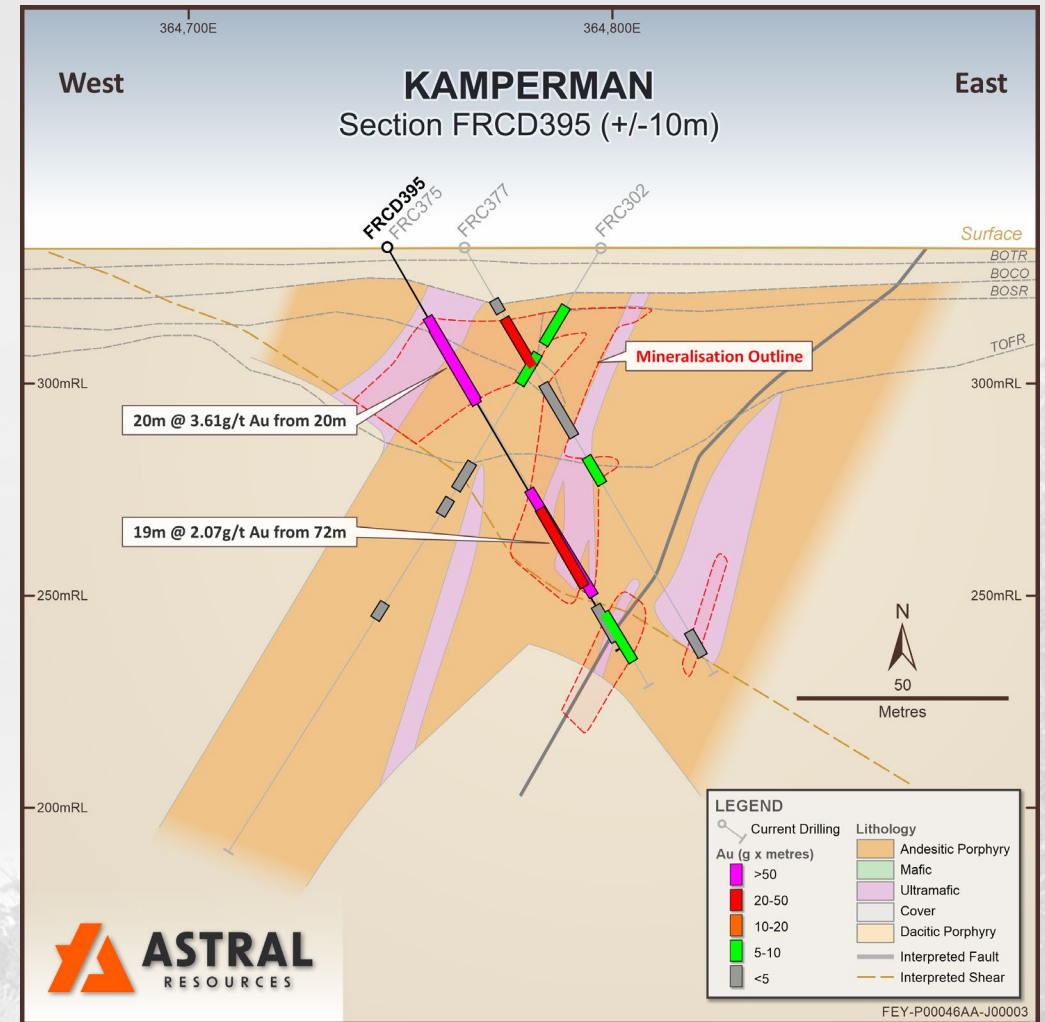 364,700E
364,800E
West
KAMPERMAN
East
Section FRCD395 (+/-10m)
FRCD395
FRC375
FRC377
FRC302
Surface
BOTR
BOCO
BOSR
TOFR
300mRL
Mineralisation Outline
300mRL
20m @ 3.61g/t Au from 20m
19m @ 2.07g/t Au from 72m
250mRL
250mRL
N
50
Metres
200mRL
LEGEND
Current Drilling
Au (g x metres)
>50
20-50
10-20
5-10
<5
Lithology
Andesitic Porphyry
Mafic
Ultramafic
Cover
Dacitic Porphyry
Interpreted Fault
Interpreted Shear
ASTRAL
RESOURCES
FEY-P00046AA-J00003